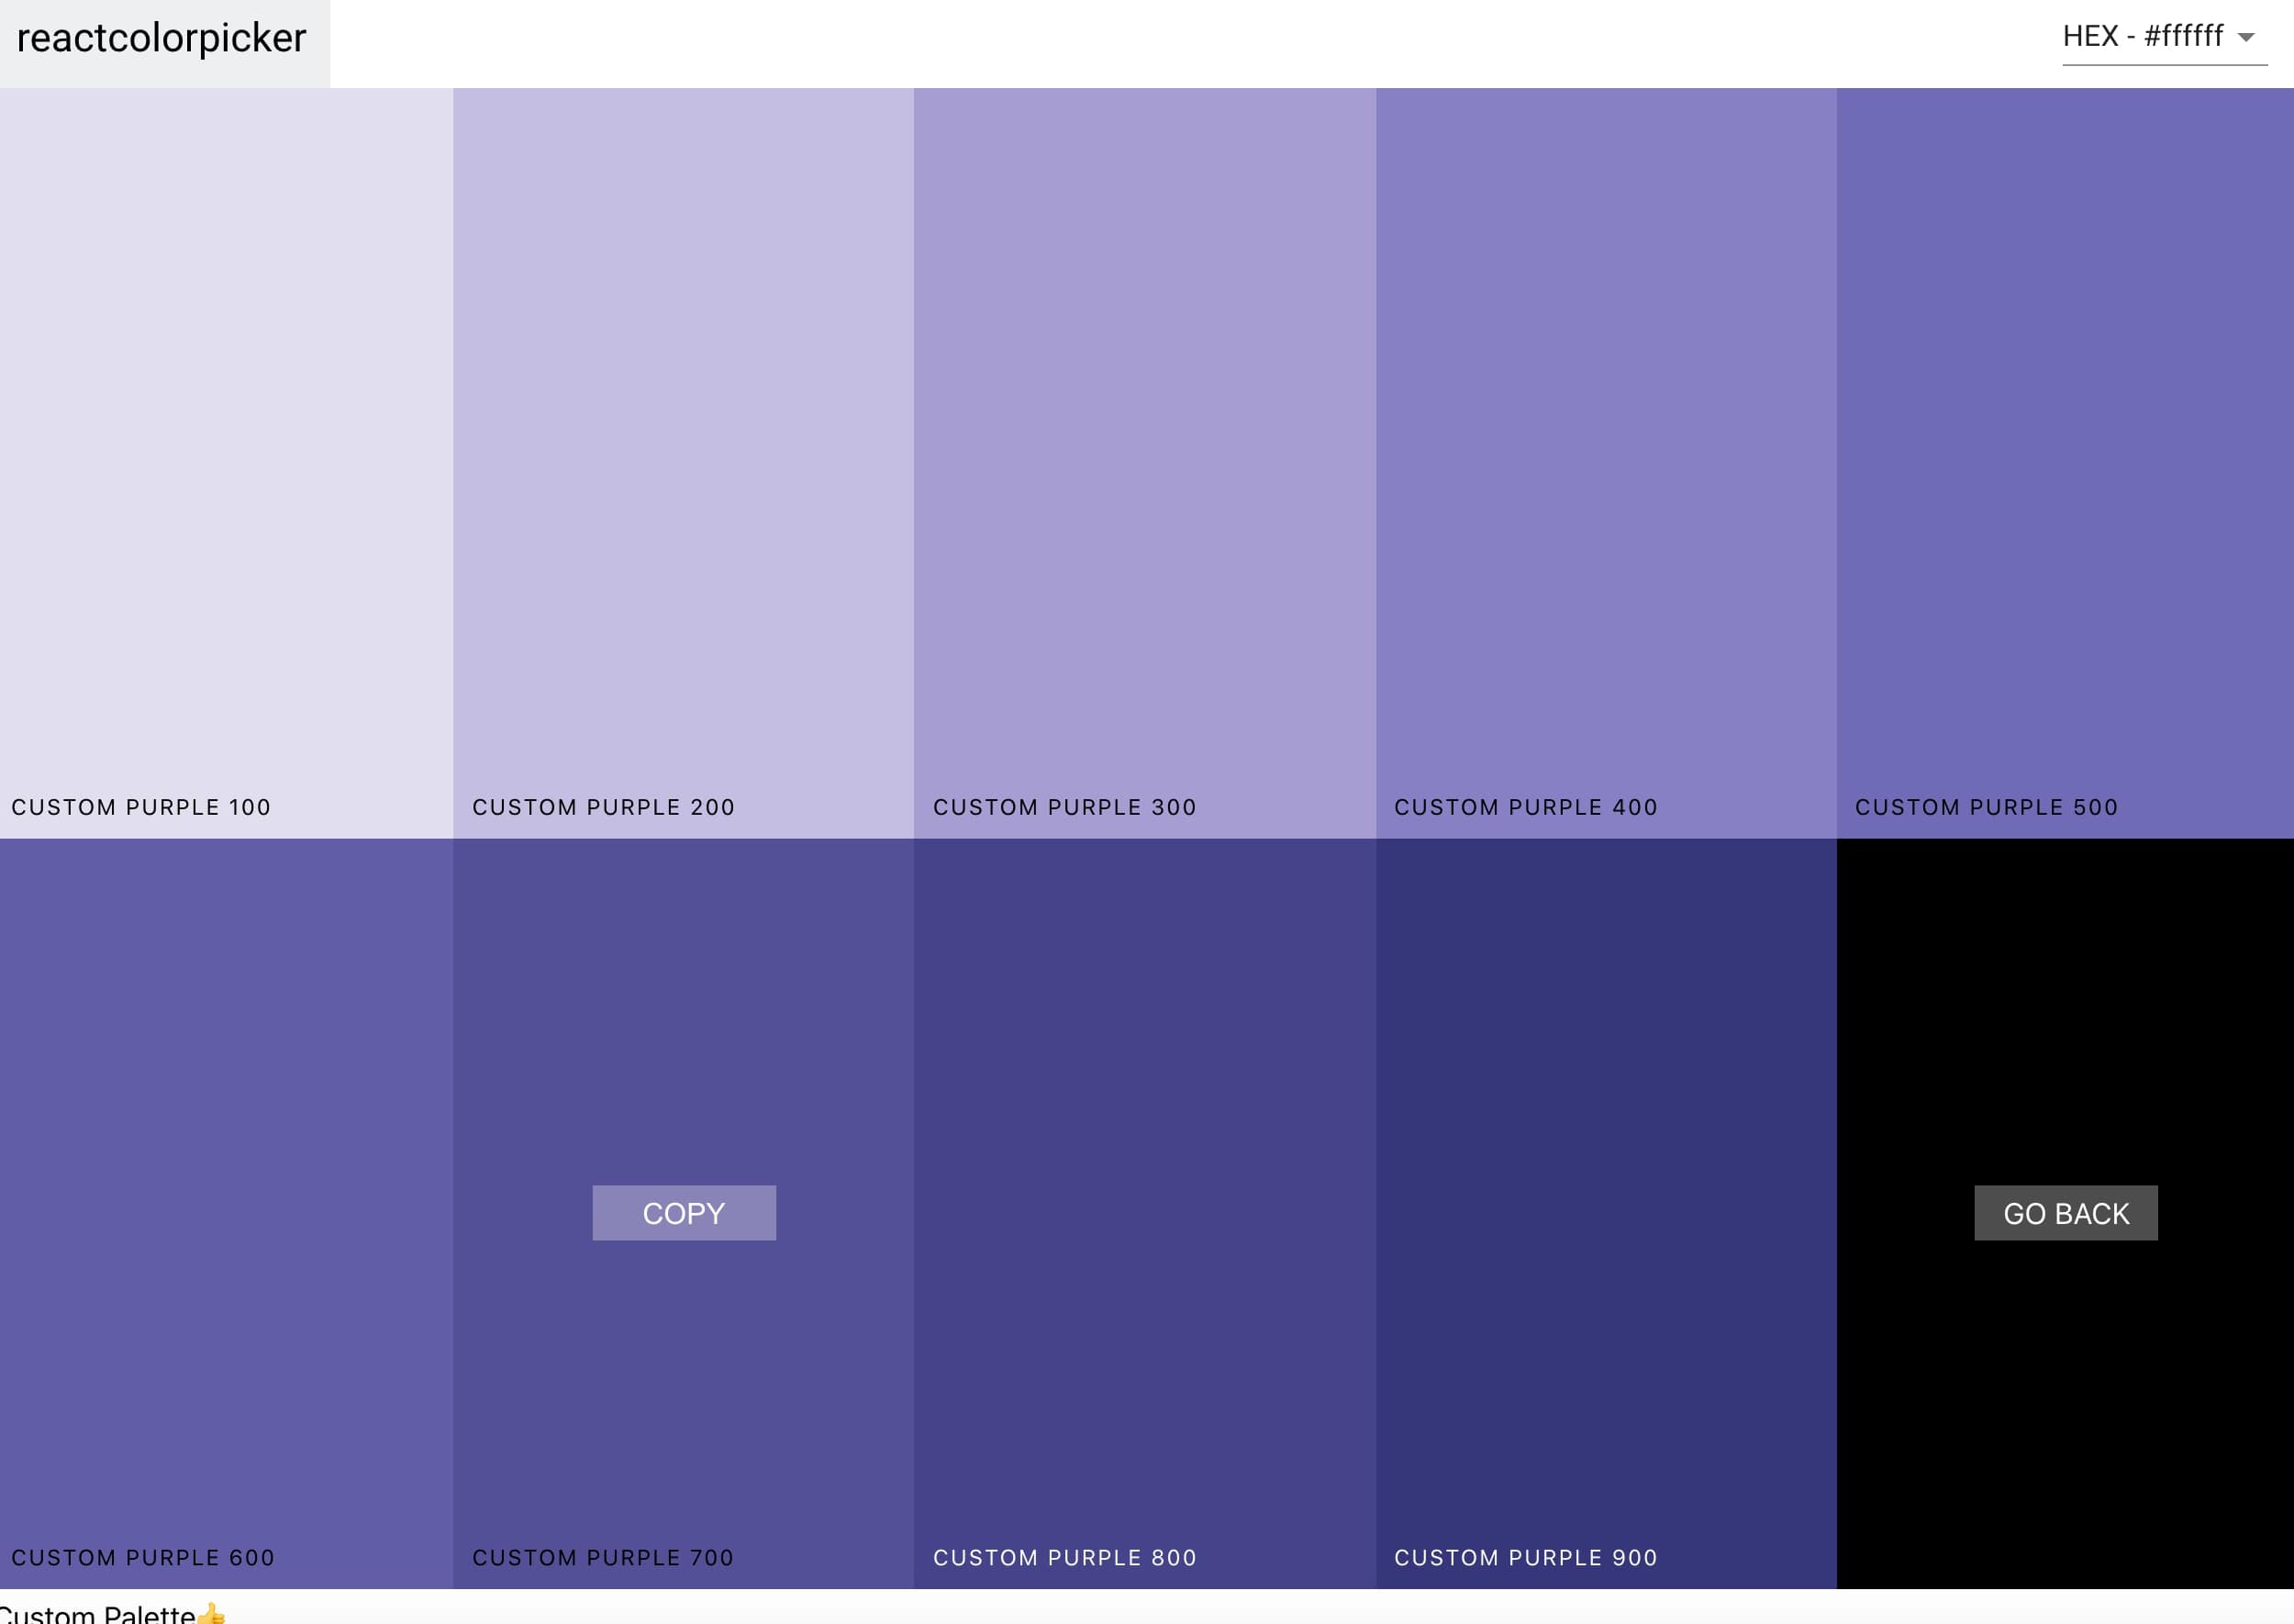 reactcolorpicker
HEX - #ffffff
CUSTOM PURPLE 100
CUSTOM PURPLE 200
CUSTOM PURPLE 300
CUSTOM PURPLE 400
CUSTOM PURPLE 500
COPY
GO BACK
CUSTOM PURPLE 600
CUSTOM PURPLE 700
CUSTOM PURPLE 800
CUSTOM PURPLE 900
Custom Palette👍